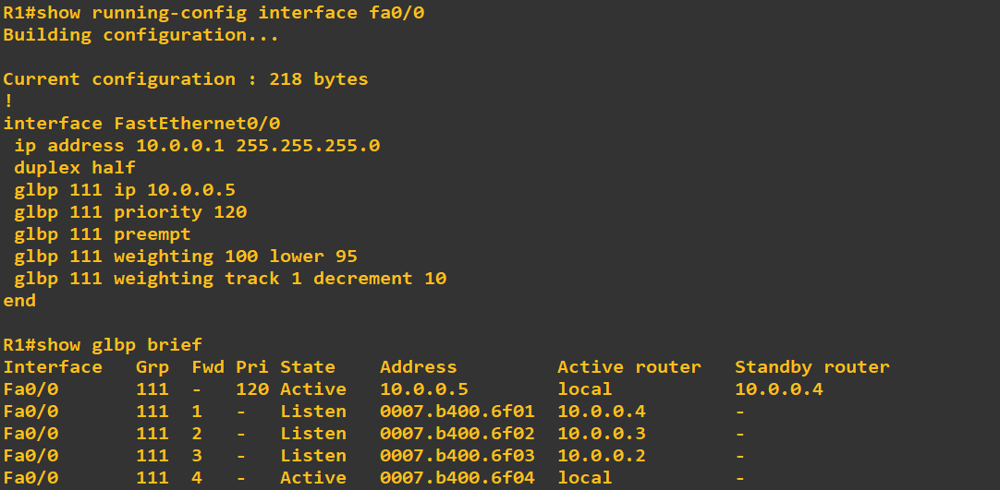 R1#show running-config interface fa0/0
Building configuration...
Current configuration : 218 bytes
!
interface FastEthernet0/0
 ip address 10.0.0.1 255.255.255.0
 duplex half
 glbp 111 ip 10.0.0.5
 glbp 111 priority 120
 glbp 111 preempt
 glbp 111 weighting 100 lower 95
 glbp 111 weighting track 1 decrement 10
end
R1#show glbp brief
Interface   Grp  Fwd Pri State    Address         Active router   Standby router
Fa0/0       111  -   120 Active   10.0.0.5        local           10.0.0.4
Fa0/0       111  1   -   Listen   0007.b400.6f01  10.0.0.4        -
Fa0/0       111  2   -   Listen   0007.b400.6f02  10.0.0.3        -
Fa0/0       111  3   -   Listen   0007.b400.6f03  10.0.0.2        -
Fa0/0       111  4   -   Active   0007.b400.6f04  local           -